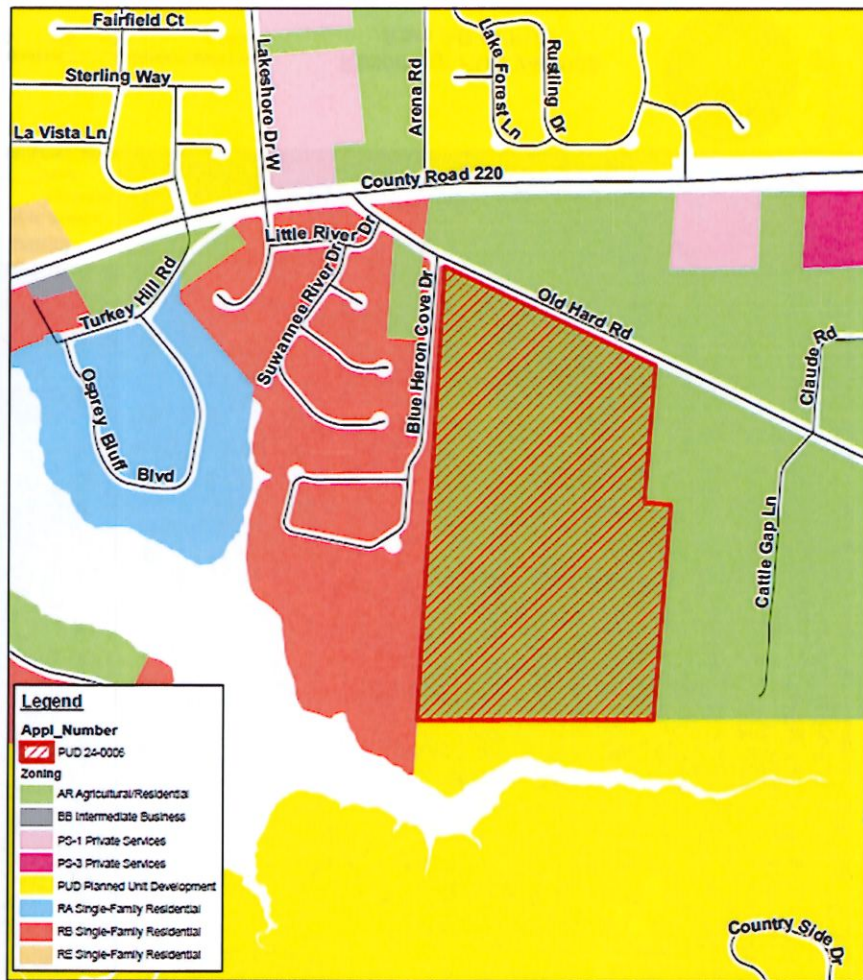 Fairfield Ct
Sterling Way
La Vista Ln
Lakeshore Dr W
Arena Rd
Lake Forest Ln
Rustling Dr
County Road 220
Little River Dr
Turkey Hill Rd
Suwannee River Dr
Blue Heron Cove Dr
Old Hard Rd
Claude Rd
Osprey Bluff Blvd
Cattle Gap Ln
Country Side Dr
Legend
Appl_Number
PUD 24-0006
Zoning
AR Agricultural/Residential
BB Intermediate Business
PS-1 Private Services
PS-3 Private Services
PUD Planned Unit Development
RA Single-Family Residential
RB Single-Family Residential
RE Single-Family Residential